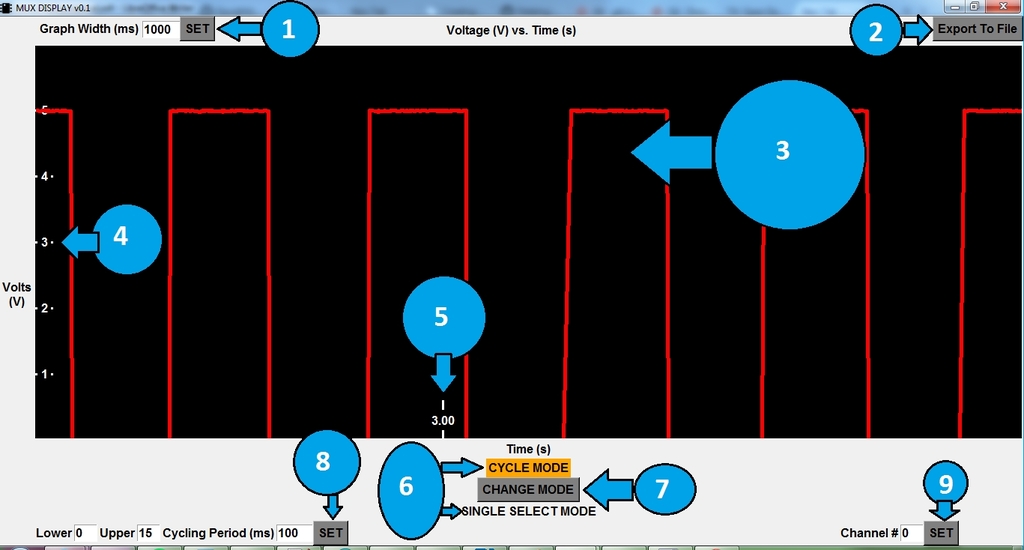 MUX DISPLAY v0.1
Graph Width (ms) 1000 SET 1 Voltage (V) vs. Time (s) 2 Export To File
5
3
4
4
3
Volts
(V)
2
5
1
3.00
Time (s)
8 CYCLE MODE
6 CHANGE MODE 7 9
SINGLE SELECT MODE
Lower 0 Upper 15 Cycling Period (ms) 100 SET Channel # 0 SET